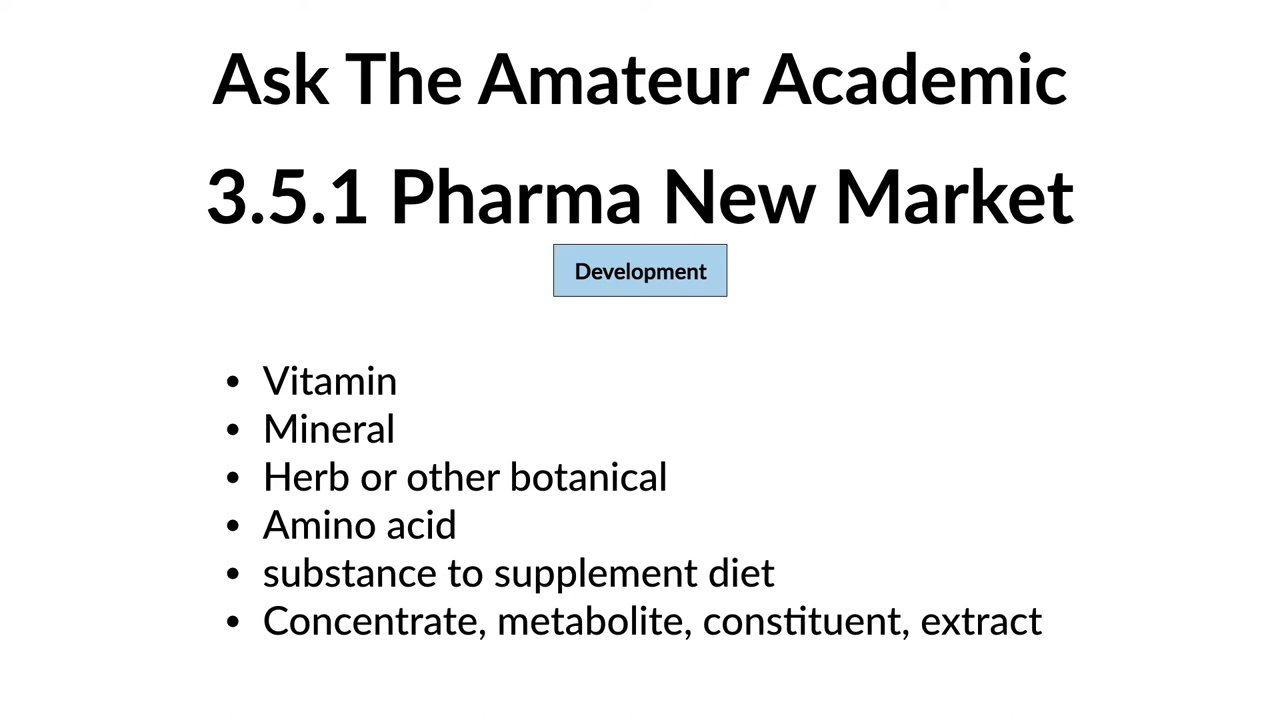 Ask The Amateur Academic
3.5.1 Pharma New Market
Development
• Vitamin
• Mineral
• Herb or other botanical
• Amino acid
• substance to supplement diet
• Concentrate, metabolite, constituent, extract